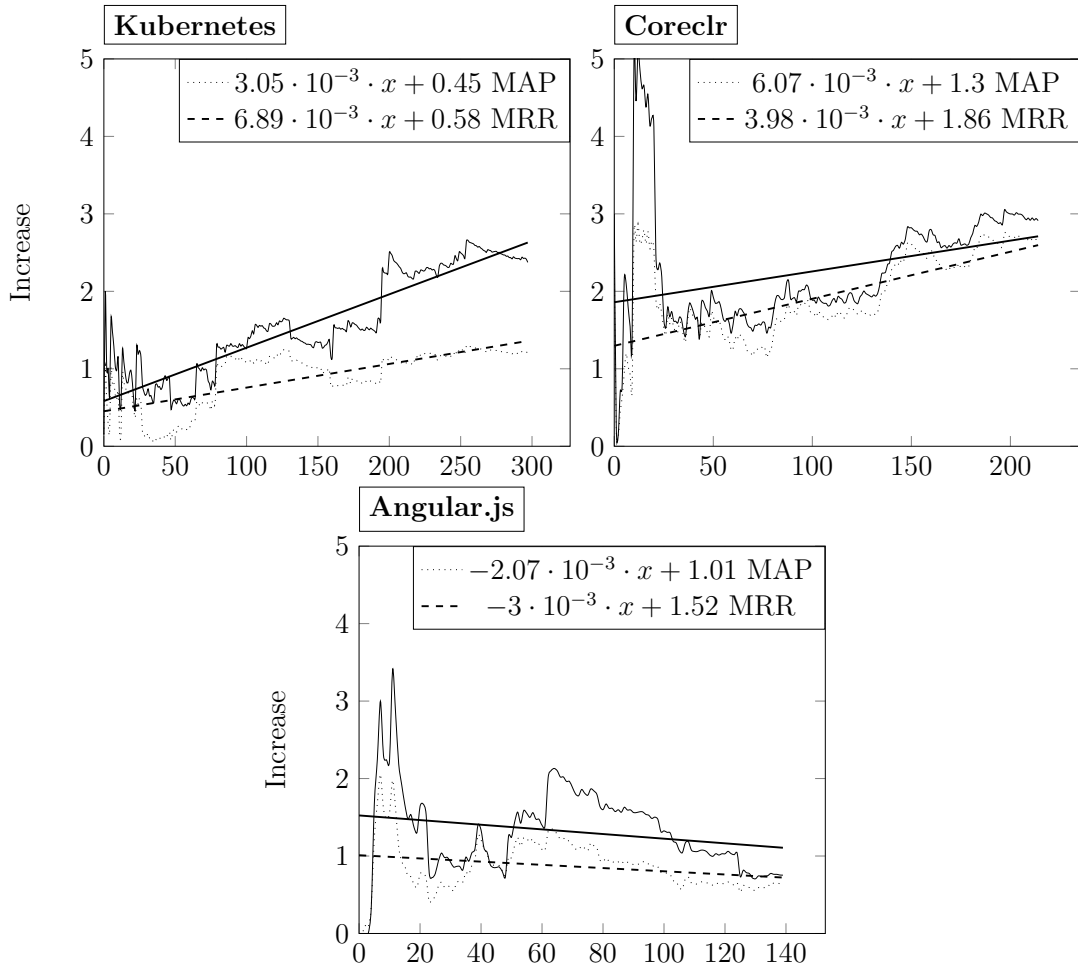 Kubernetes
5
4
3
2
1
0
Increase
3.05 · 10⁻³ · x + 0.45 MAP
6.89 · 10⁻³ · x + 0.58 MRR
0 50 100 150 200 250 300
Coreclr
5
4
3
2
1
0
6.07 · 10⁻³ · x + 1.3 MAP
3.98 · 10⁻³ · x + 1.86 MRR
0 50 100 150 200
Angular.js
5
4
3
2
1
0
Increase
−2.07 · 10⁻³ · x + 1.01 MAP
−3 · 10⁻³ · x + 1.52 MRR
0 20 40 60 80 100 120 140